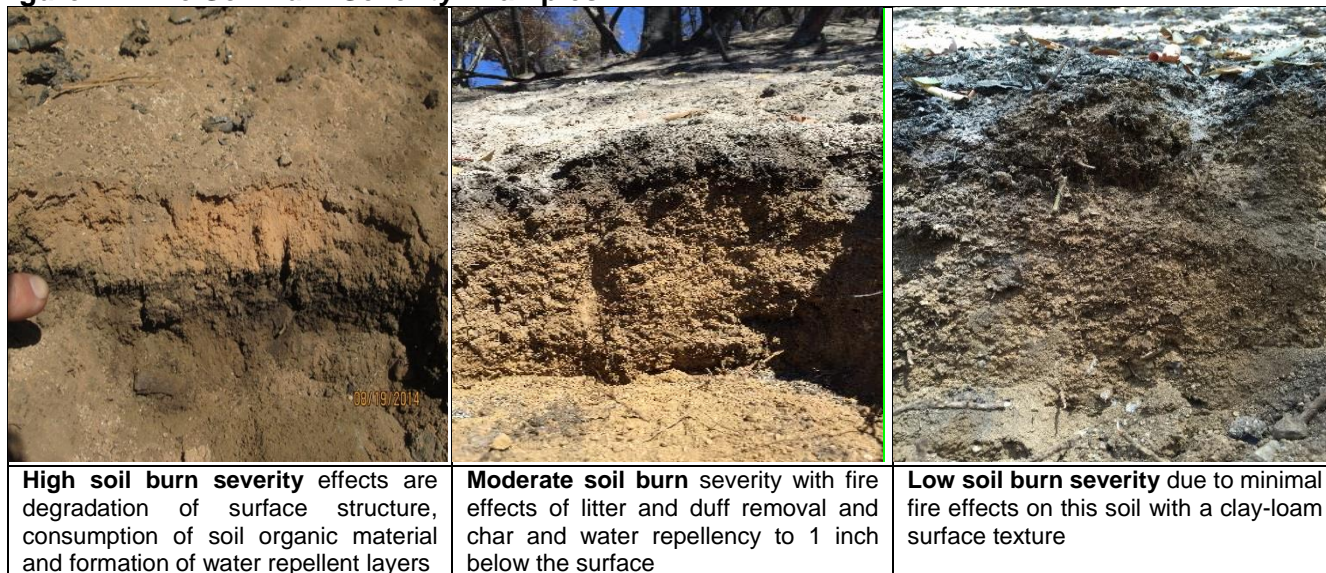 08/19/2014
High soil burn severity effects are
degradation of surface structure,
consumption of soil organic material
and formation of water repellent layers
Moderate soil burn severity with fire
effects of litter and duff removal and
char and water repellency to 1 inch
below the surface
Low soil burn severity due to minimal
fire effects on this soil with a clay-loam
surface texture